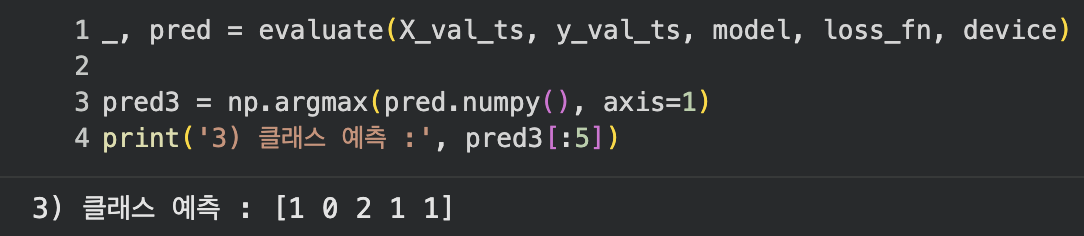 1 _, pred = evaluate(X_val_ts, y_val_ts, model, loss_fn, device)
2
3 pred3 = np.argmax(pred.numpy(), axis=1)
4 print('3) 클래스 예측 :', pred3[:5])
3) 클래스 예측 : [1 0 2 1 1]